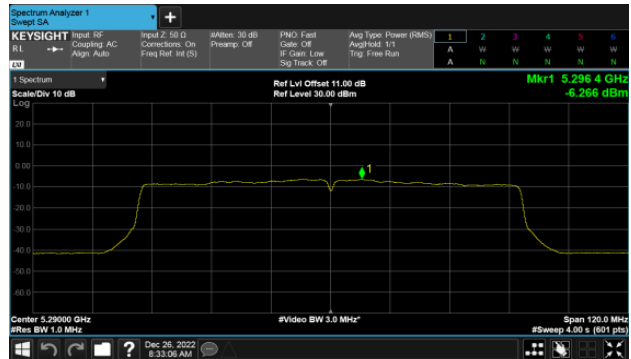 Spectrum Analyzer 1
Swept SA
+
KEYSIGHT Input: RF Input Z: 50 Ω #Atten: 30 dB PNO: Fast Avg Type: Power (RMS) 1 2 3 4 5 6
RL Coupling: AC Corrections: On Preamp: Off Gate: Off Avg|Hold: 1/1 A W W W W W
Align: Auto Freq Ref: Int (S) IF Gain: Low Trig: Free Run A N N N N N
Sig Track: Off
LXI
1 Spectrum Ref Lvl Offset 11.00 dB Mkr1 5.296 4 GHz
Scale/Div 10 dB Ref Level 30.00 dBm -6.266 dBm
Log
20.0
10.0
0.00
1
-10.0
-20.0
-30.0
-40.0
-50.0
-60.0
Center 5.29000 GHz #Video BW 3.0 MHz* Span 120.0 MHz
#Res BW 1.0 MHz #Sweep 4.00 s (601 pts)
? Dec 26, 2022
8:33:06 AM